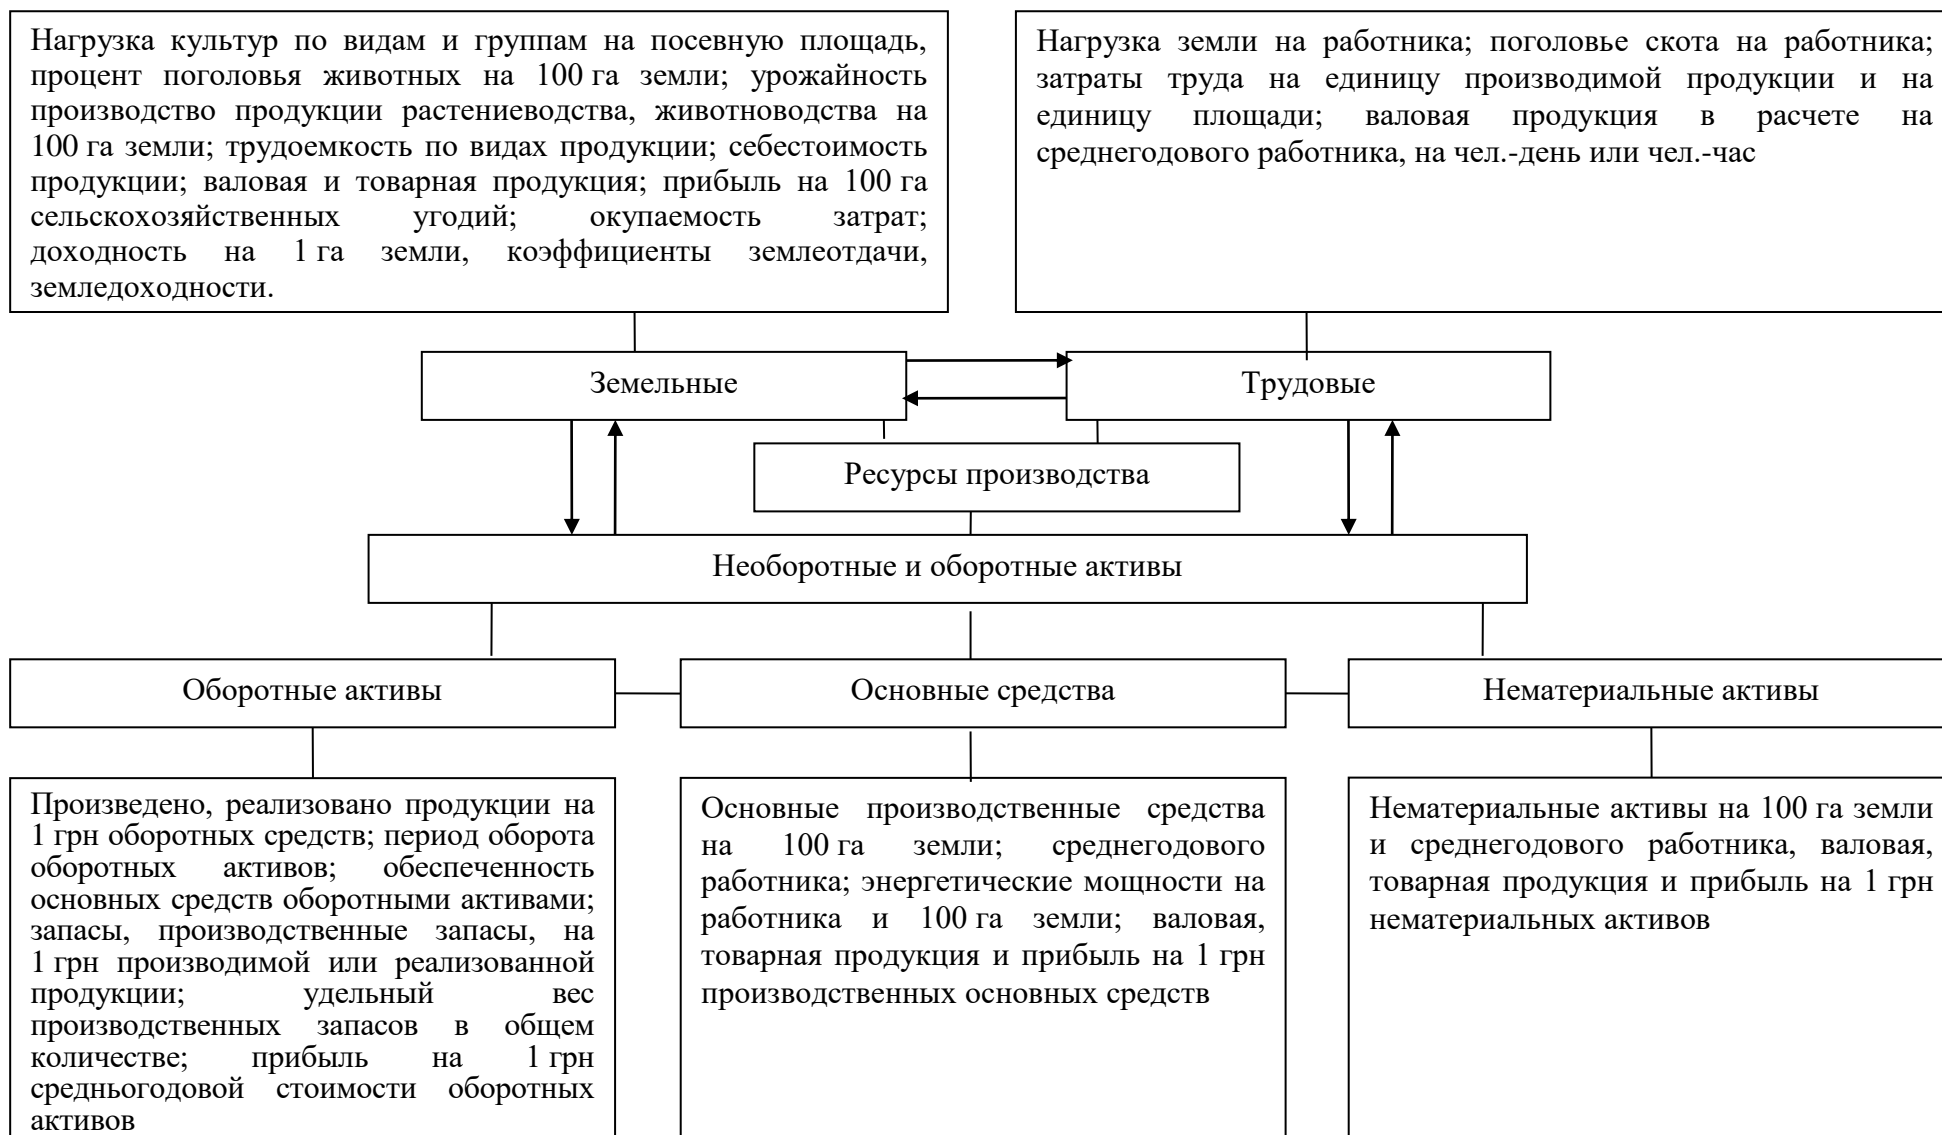 Нагрузка культур по видам и группам на посевную площадь,
процент поголовья животных на 100 га земли; урожайность
производство продукции растениеводства, животноводства на
100 га земли; трудоемкость по видах продукции; себестоимость
продукции; валовая и товарная продукция; прибыль на 100 га
сельскохозяйственных угодий; окупаемость затрат;
доходность на 1 га земли, коэффициенты землеотдачи,
земледоходности.
Нагрузка земли на работника; поголовье скота на работника;
затраты труда на единицу производимой продукции и на
единицу площади; валовая продукция в расчете на
среднегодового работника, на чел.-день или чел.-час
Земельные
Трудовые
Ресурсы производства
Необоротные и оборотные активы
Оборотные активы
Основные средства
Нематериальные активы
Произведено, реализовано продукции на
1 грн оборотных средств; период оборота
оборотных активов; обеспеченность
основных средств оборотными активами;
запасы, производственные запасы, на
1 грн производимой или реализованной
продукции; удельный вес
производственных запасов в общем
количестве; прибыль на 1 грн
средньогодовой стоимости оборотных
активов
Основные производственные средства
на 100 га земли; среднегодового
работника; энергетические мощности на
работника и 100 га земли; валовая,
товарная продукция и прибыль на 1 грн
производственных основных средств
Нематериальные активы на 100 га земли
и среднегодового работника, валовая,
товарная продукция и прибыль на 1 грн
нематериальных активов